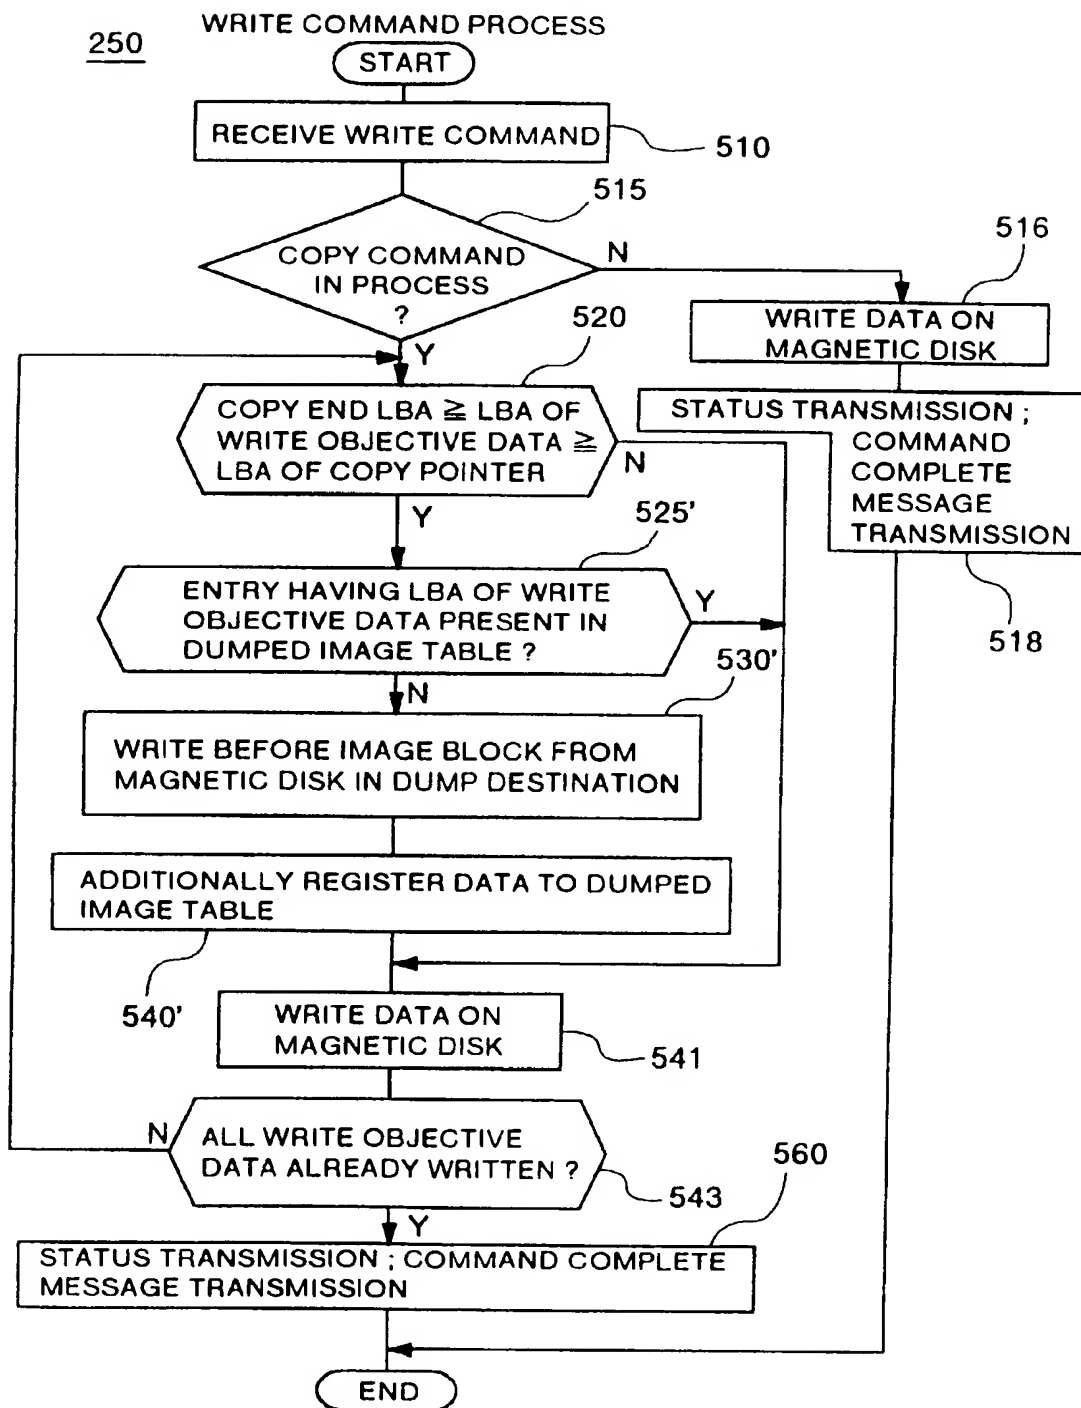 WRITE COMMAND PROCESS
250
START
RECEIVE WRITE COMMAND
510
515
COPY COMMAND
IN PROCESS
?
N
Y
516
WRITE DATA ON
MAGNETIC DISK
STATUS TRANSMISSION ;
COMMAND
COMPLETE
MESSAGE
TRANSMISSION
518
520
COPY END LBA ≧ LBA OF
WRITE OBJECTIVE DATA ≧
LBA OF COPY POINTER
N
Y
525'
ENTRY HAVING LBA OF WRITE
OBJECTIVE DATA PRESENT IN
DUMPED IMAGE TABLE ?
Y
N
530'
WRITE BEFORE IMAGE BLOCK FROM
MAGNETIC DISK IN DUMP DESTINATION
ADDITIONALLY REGISTER DATA TO DUMPED
IMAGE TABLE
540'
WRITE DATA ON
MAGNETIC DISK
541
N
ALL WRITE OBJECTIVE
DATA ALREADY WRITTEN ?
543
Y
560
STATUS TRANSMISSION ; COMMAND COMPLETE
MESSAGE TRANSMISSION
END